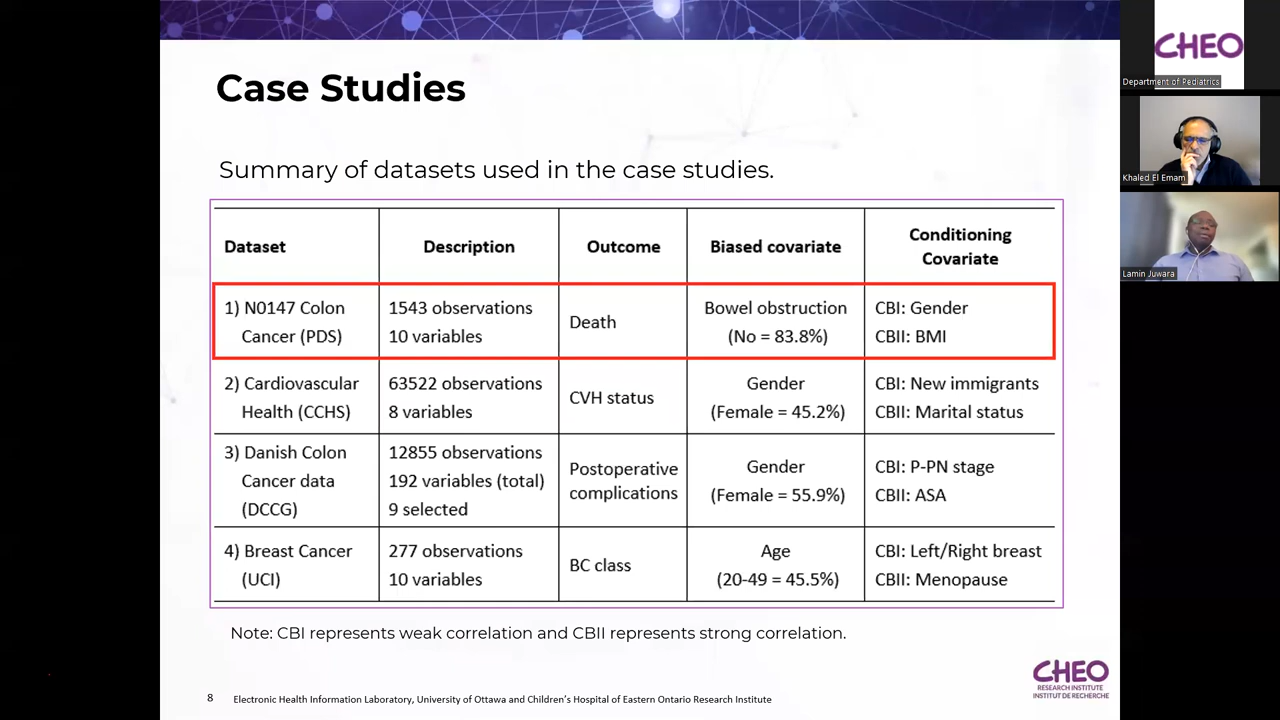 Case Studies
Summary of datasets used in the case studies.
Dataset
Description
Outcome
Biased covariate
Conditioning
Covariate
1) N0147 Colon
Cancer (PDS)
1543 observations
10 variables
Death
Bowel obstruction
(No = 83.8%)
CBI: Gender
CBII: BMI
2) Cardiovascular
Health (CCHS)
63522 observations
8 variables
CVH status
Gender
(Female = 45.2%)
CBI: New immigrants
CBII: Marital status
3) Danish Colon
Cancer data
(DCCG)
12855 observations
192 variables (total)
9 selected
Postoperative
complications
Gender
(Female = 55.9%)
CBI: P-PN stage
CBII: ASA
4) Breast Cancer
(UCI)
277 observations
10 variables
BC class
Age
(20-49 = 45.5%)
CBI: Left/Right breast
CBII: Menopause
Note: CBI represents weak correlation and CBII represents strong correlation.
8
Electronic Health Information Laboratory, University of Ottawa and Children's Hospital of Eastern Ontario Research Institute
CHEO
RESEARCH INSTITUTE
INSTITUT DE RECHERCHE
CHEO
Department of Pediatrics
Khaled El Emam
Lamin Juwara